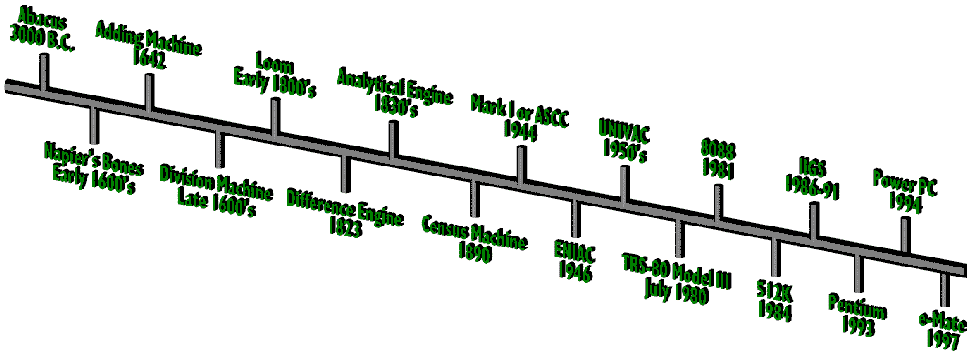 Abacus
3000 B.C.
Napier's Bones
Early 1600's
Adding Machine
1642
Division Machine
Late 1600's
Loom
Early 1800's
Difference Engine
1823
Analytical Engine
1830's
Census Machine
1890
Mark I or ASCC
1944
ENIAC
1946
UNIVAC
1950's
TRS-80 Model III
July 1980
8088
1981
512K
1984
IIGS
1986-91
Pentium
1993
Power PC
1994
e-Mate
1997